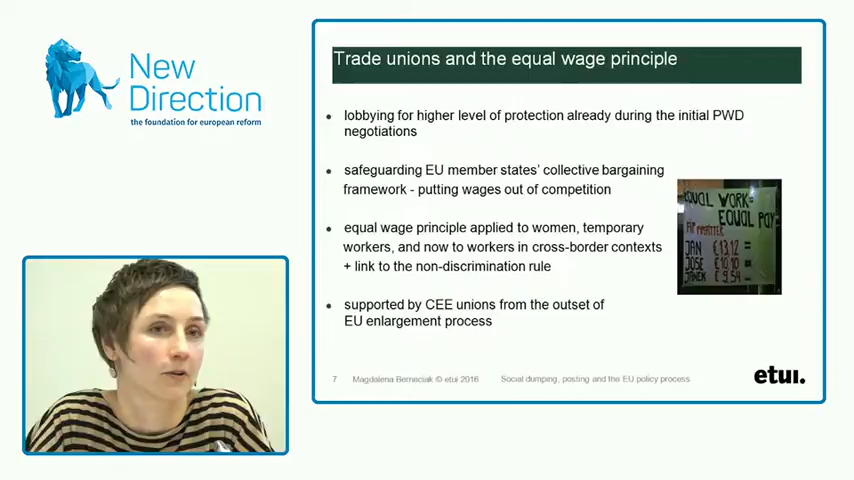 New
Direction
the foundation for european reform
Trade unions and the equal wage principle
• lobbying for higher level of protection already during the initial PWD
negotiations
• safeguarding EU member states' collective bargaining
framework - putting wages out of competition
• equal wage principle applied to women, temporary
workers, and now to workers in cross-border contexts
+ link to the non-discrimination rule
• supported by CEE unions from the outset of
EU enlargement process
EQUAL WORK=
EQUAL PAY
JAN €13,12 =
JOSE €10,10 =
JANEK € 9,54
7 Magdalena Bernaciak © etui 2016 Social dumping, posting and the EU policy process
etui.